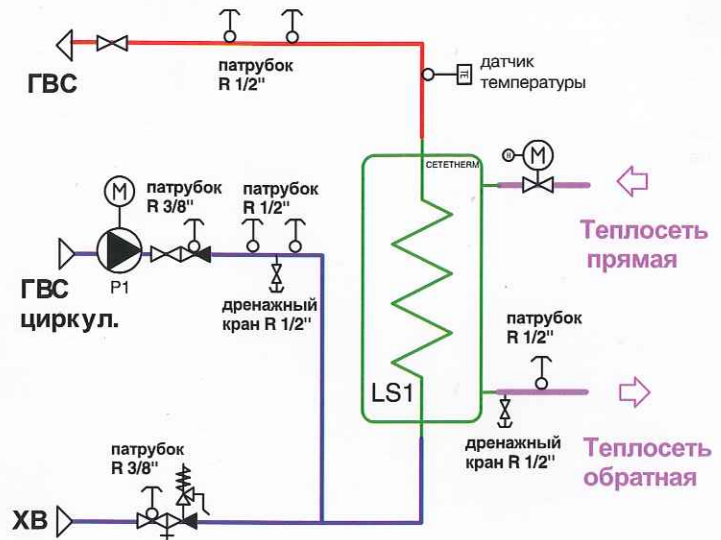 патрубок
R 1/2"
ГВС
датчик
температуры
TE
CETETHERM
M
Теплосеть
прямая
M
патрубок
R 3/8"
патрубок
R 1/2"
P1
ГВС
циркул.
дренажный
кран R 1/2"
LS1
патрубок
R 1/2"
дренажный
кран R 1/2"
Теплосеть
обратная
патрубок
R 3/8"
ХВ